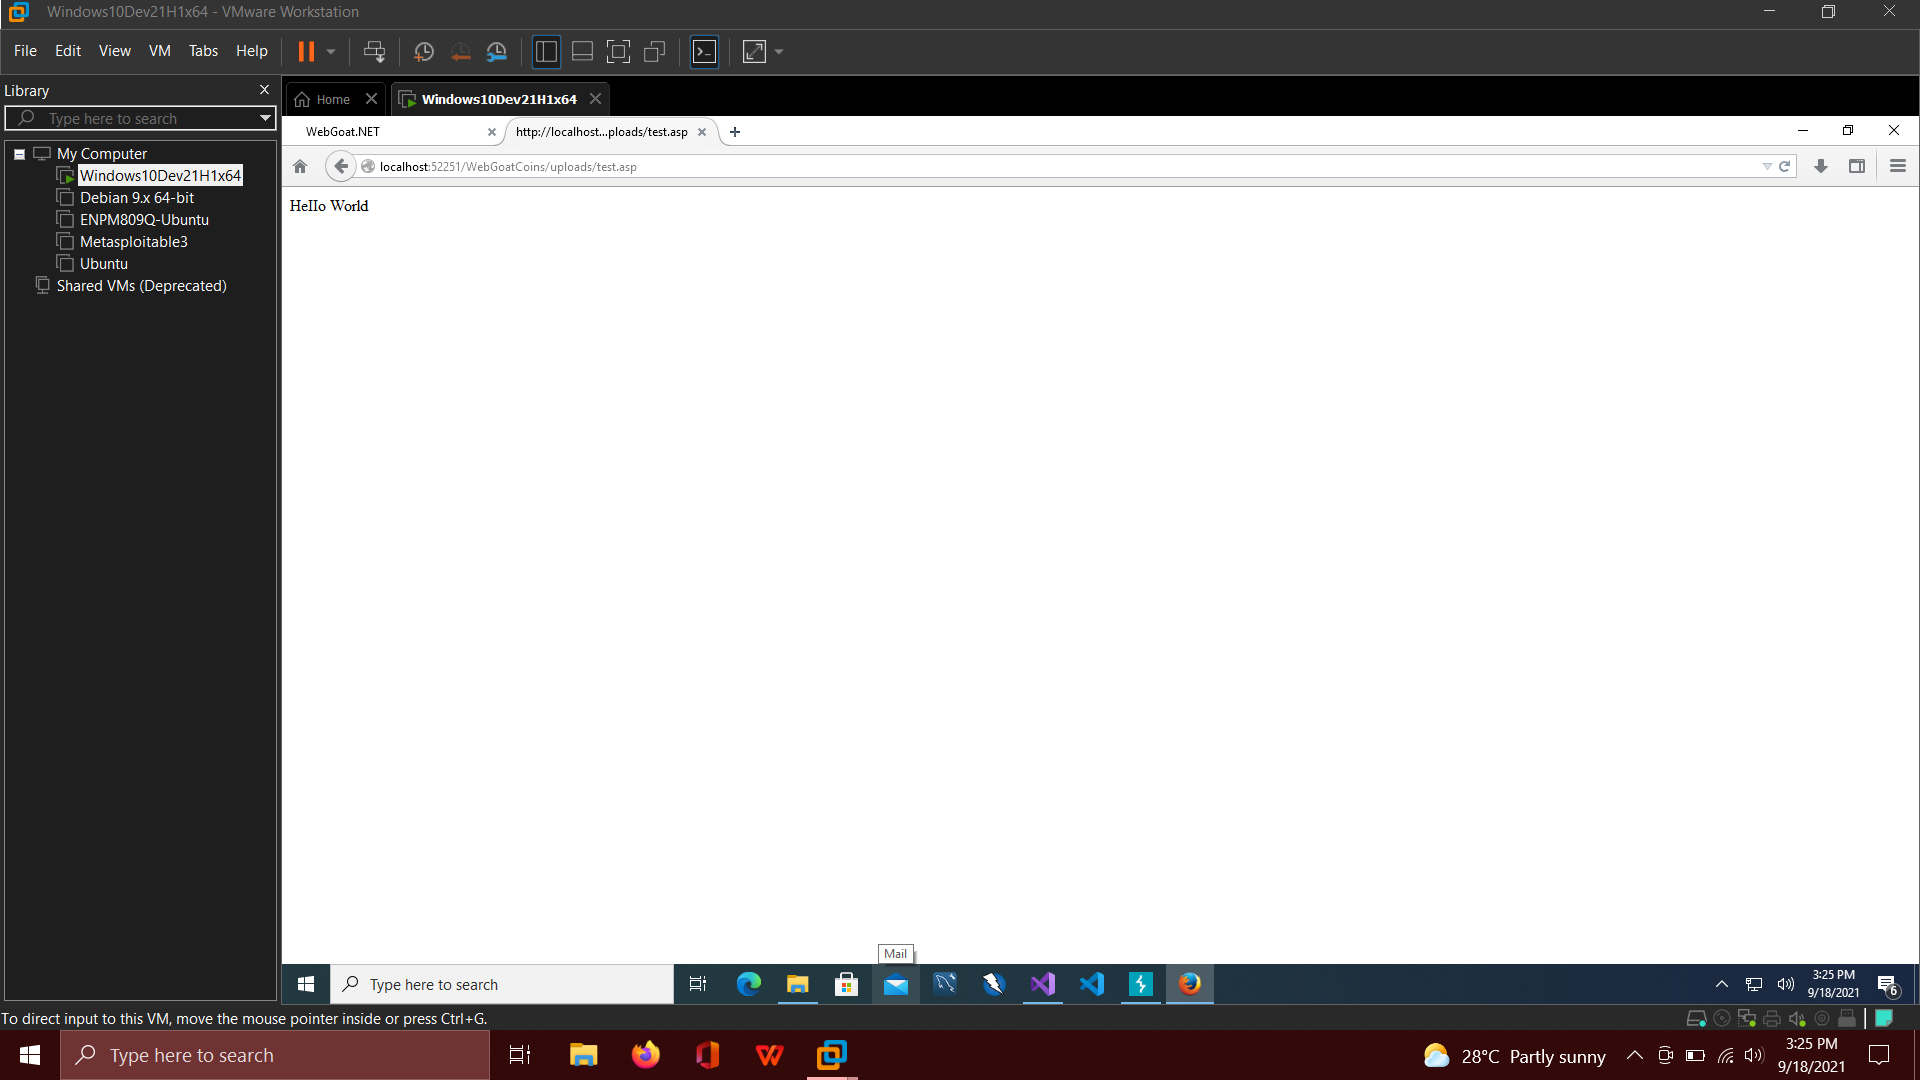 Windows10Dev21H1x64 - VMware Workstation
File Edit View VM Tabs Help
Library
Type here to search
My Computer
Windows10Dev21H1x64
Debian 9.x 64-bit
ENPM809Q-Ubuntu
Metasploitable3
Ubuntu
Shared VMs (Deprecated)
Home
Windows10Dev21H1x64
WebGoat.NET
http://localhost...ploads/test.asp
localhost:52251/WebGoatCoins/uploads/test.asp
Hello World
Mail
Type here to search
3:25 PM
9/18/2021
6
To direct input to this VM, move the mouse pointer inside or press Ctrl+G.
Type here to search
28°C Partly sunny
3:25 PM
9/18/2021